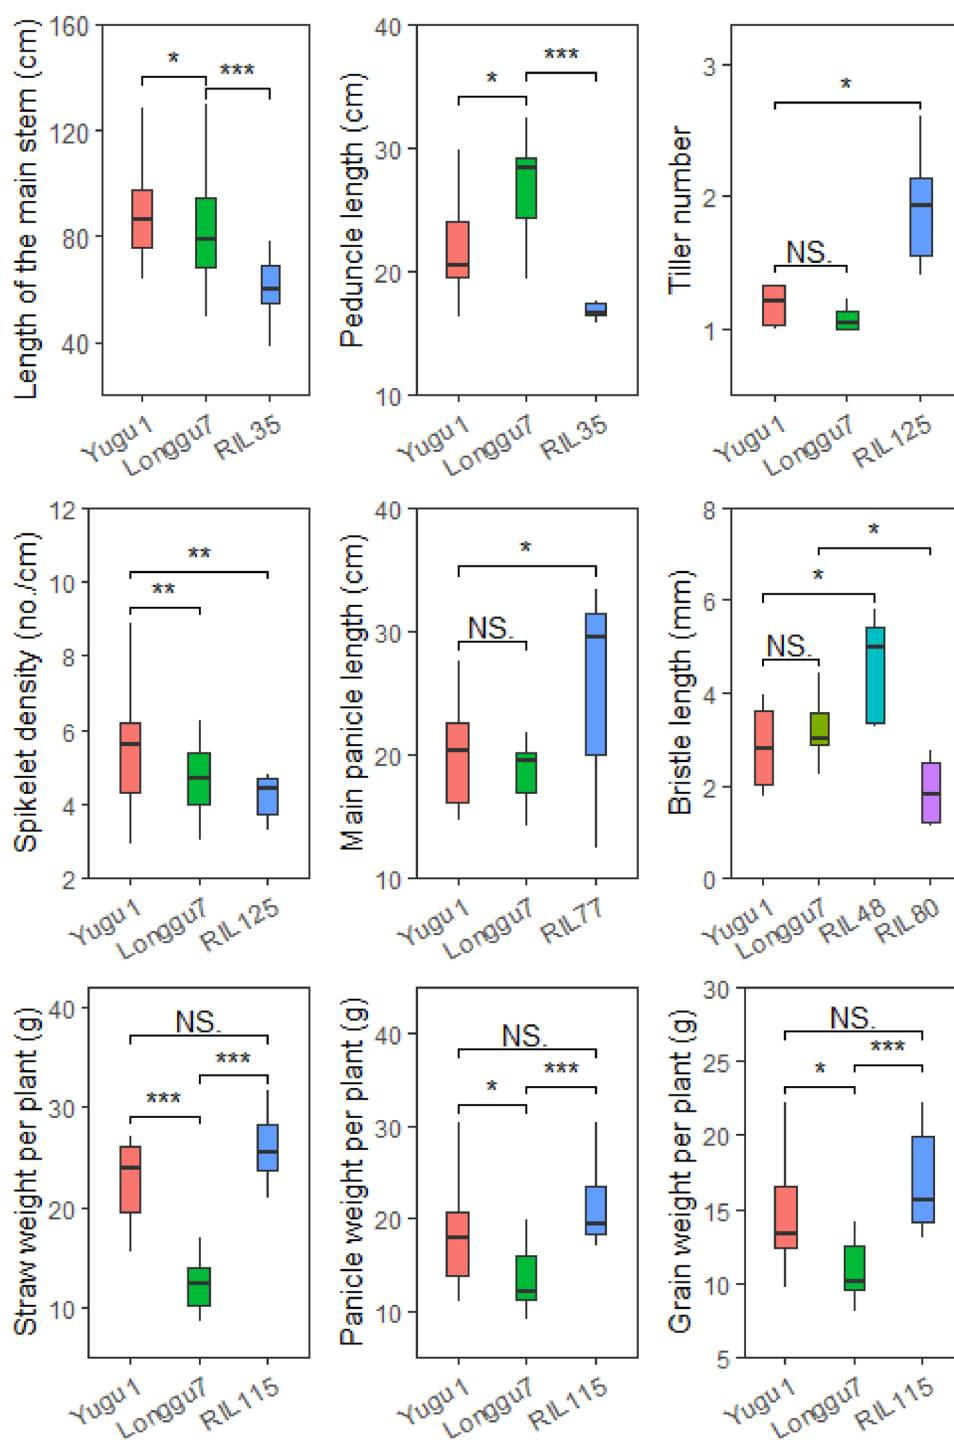 Length of the main stem (cm)
160
120
80
40
*
***
Yugu1
Longgu7
RIL35
Peduncle length (cm)
40
30
20
10
*
***
Yugu1
Longgu7
RIL35
Tiller number
3
2
1
*
NS.
Yugu1
Longgu7
RIL125
Spikelet density (no./cm)
12
10
8
6
4
2
**
**
Yugu1
Longgu7
RIL125
Main panicle length (cm)
40
30
20
10
*
NS.
Yugu1
Longgu7
RIL77
Bristle length (mm)
8
6
4
2
0
*
*
NS.
Yugu1
Longgu7
RIL48
RIL80
Straw weight per plant (g)
40
30
20
10
NS.
***
***
Yugu1
Longgu7
RIL115
Panicle weight per plant (g)
40
30
20
10
NS.
*
***
Yugu1
Longgu7
RIL115
Grain weight per plant (g)
30
25
20
15
10
5
NS.
***
*
Yugu1
Longgu7
RIL115